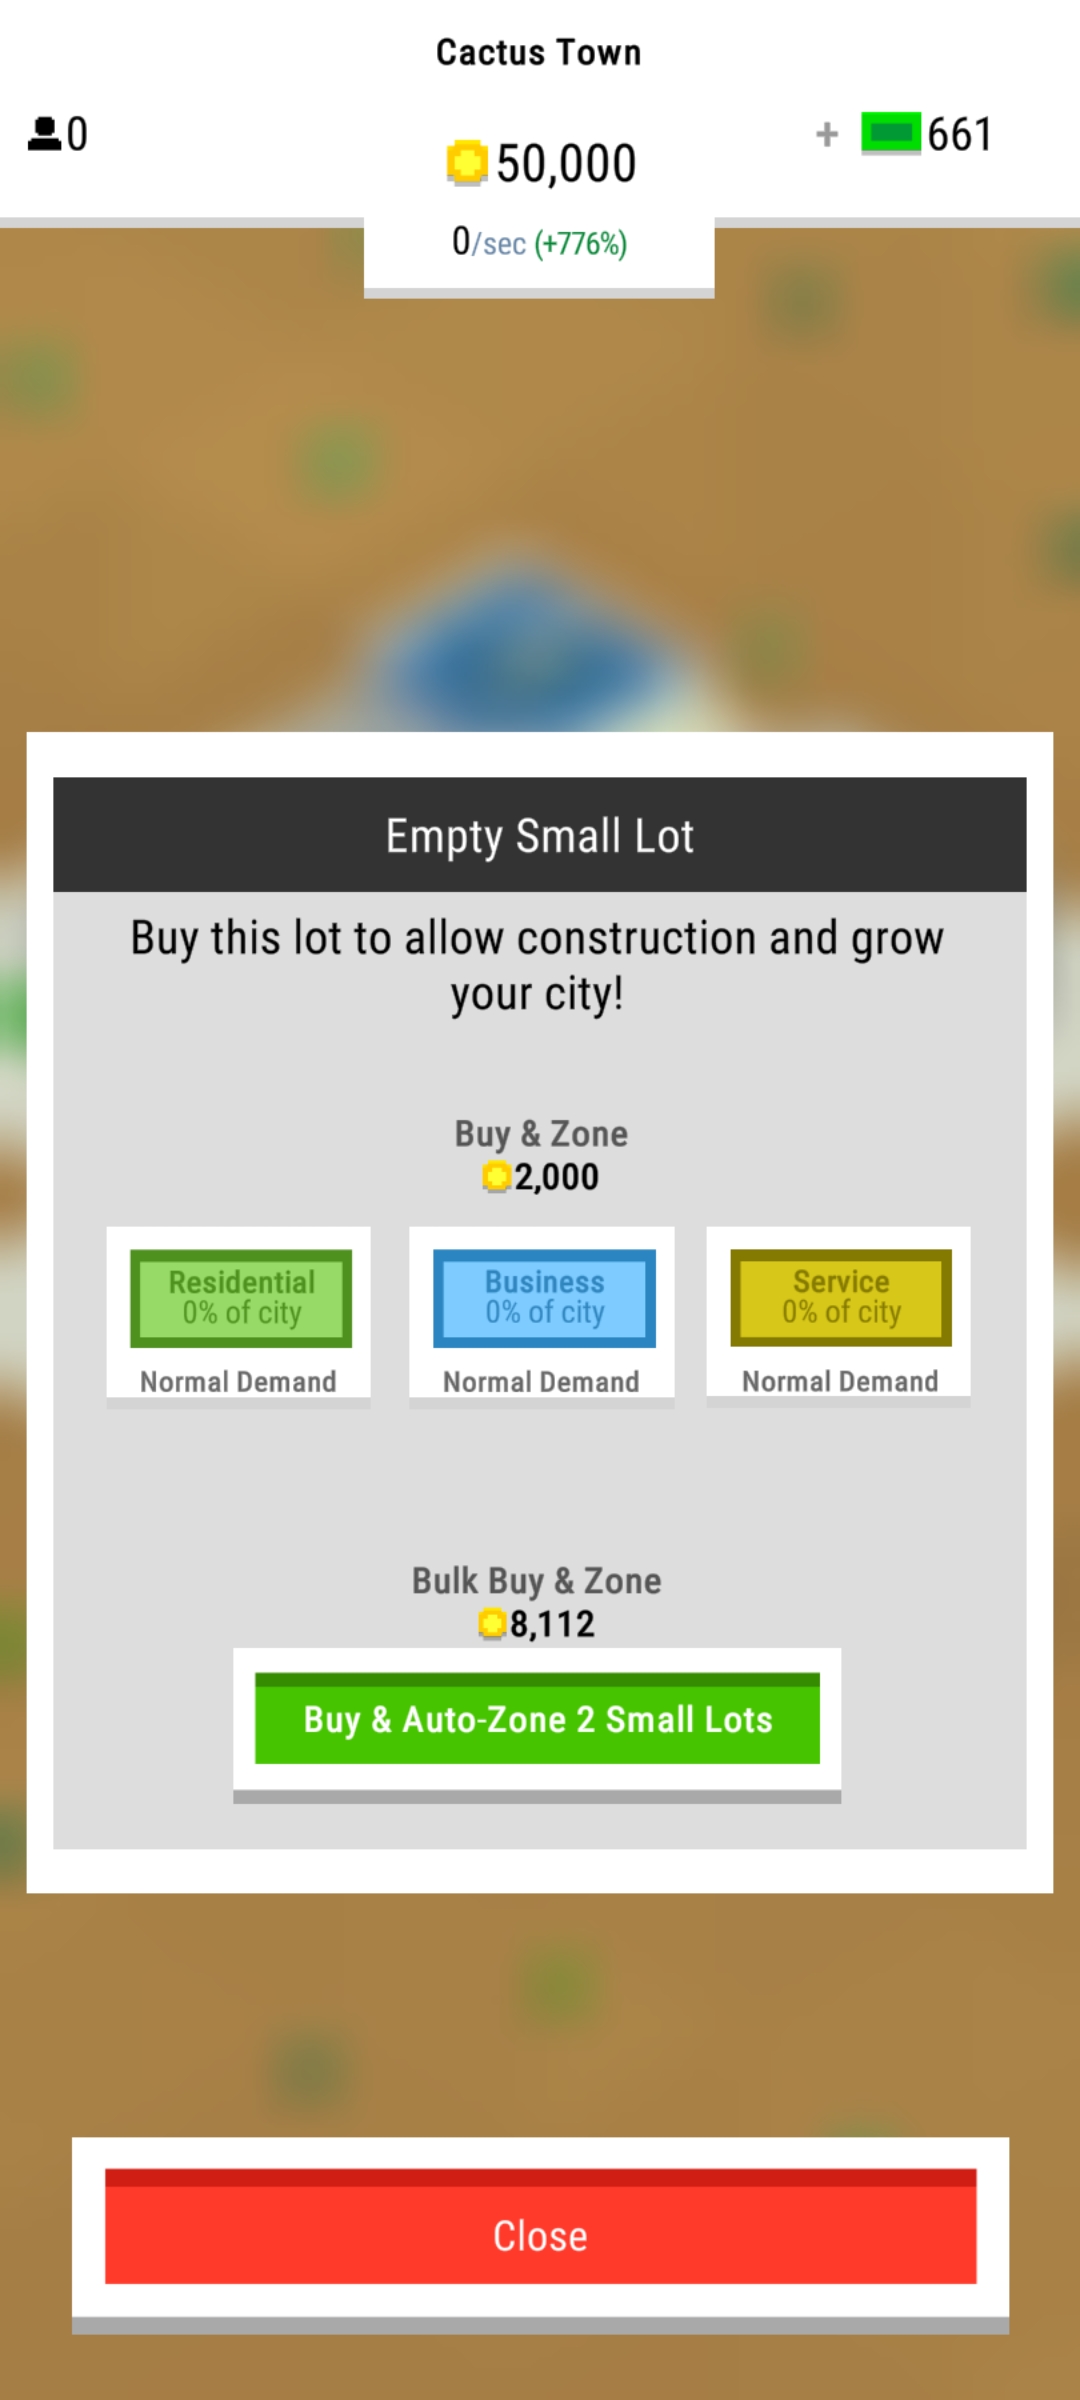 Cactus Town
0
50,000
+ 661
0/sec (+776%)
Empty Small Lot
Buy this lot to allow construction and grow
your city!
Buy & Zone
2,000
Residential
0% of city
Normal Demand
Business
0% of city
Normal Demand
Service
0% of city
Normal Demand
Bulk Buy & Zone
8,112
Buy & Auto-Zone 2 Small Lots
Close